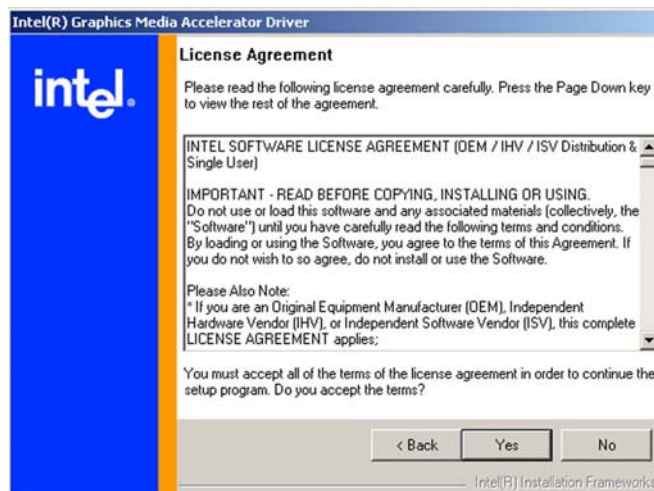 Intel(R) Graphics Media Accelerator Driver
intel.
License Agreement
Please read the following license agreement carefully. Press the Page Down key
to view the rest of the agreement.
INTEL SOFTWARE LICENSE AGREEMENT (OEM / IHV / ISV Distribution &
Single User)
IMPORTANT - READ BEFORE COPYING, INSTALLING OR USING.
Do not use or load this software and any associated materials (collectively, the
"Software") until you have carefully read the following terms and conditions.
By loading or using the Software, you agree to the terms of this Agreement. If
you do not wish to so agree, do not install or use the Software.
Please Also Note:
* If you are an Original Equipment Manufacturer (OEM), Independent
Hardware Vendor (IHV), or Independent Software Vendor (ISV), this complete
LICENSE AGREEMENT applies;
You must accept all of the terms of the license agreement in order to continue the
setup program. Do you accept the terms?
< Back Yes No
Intel(R) Installation Frameworks